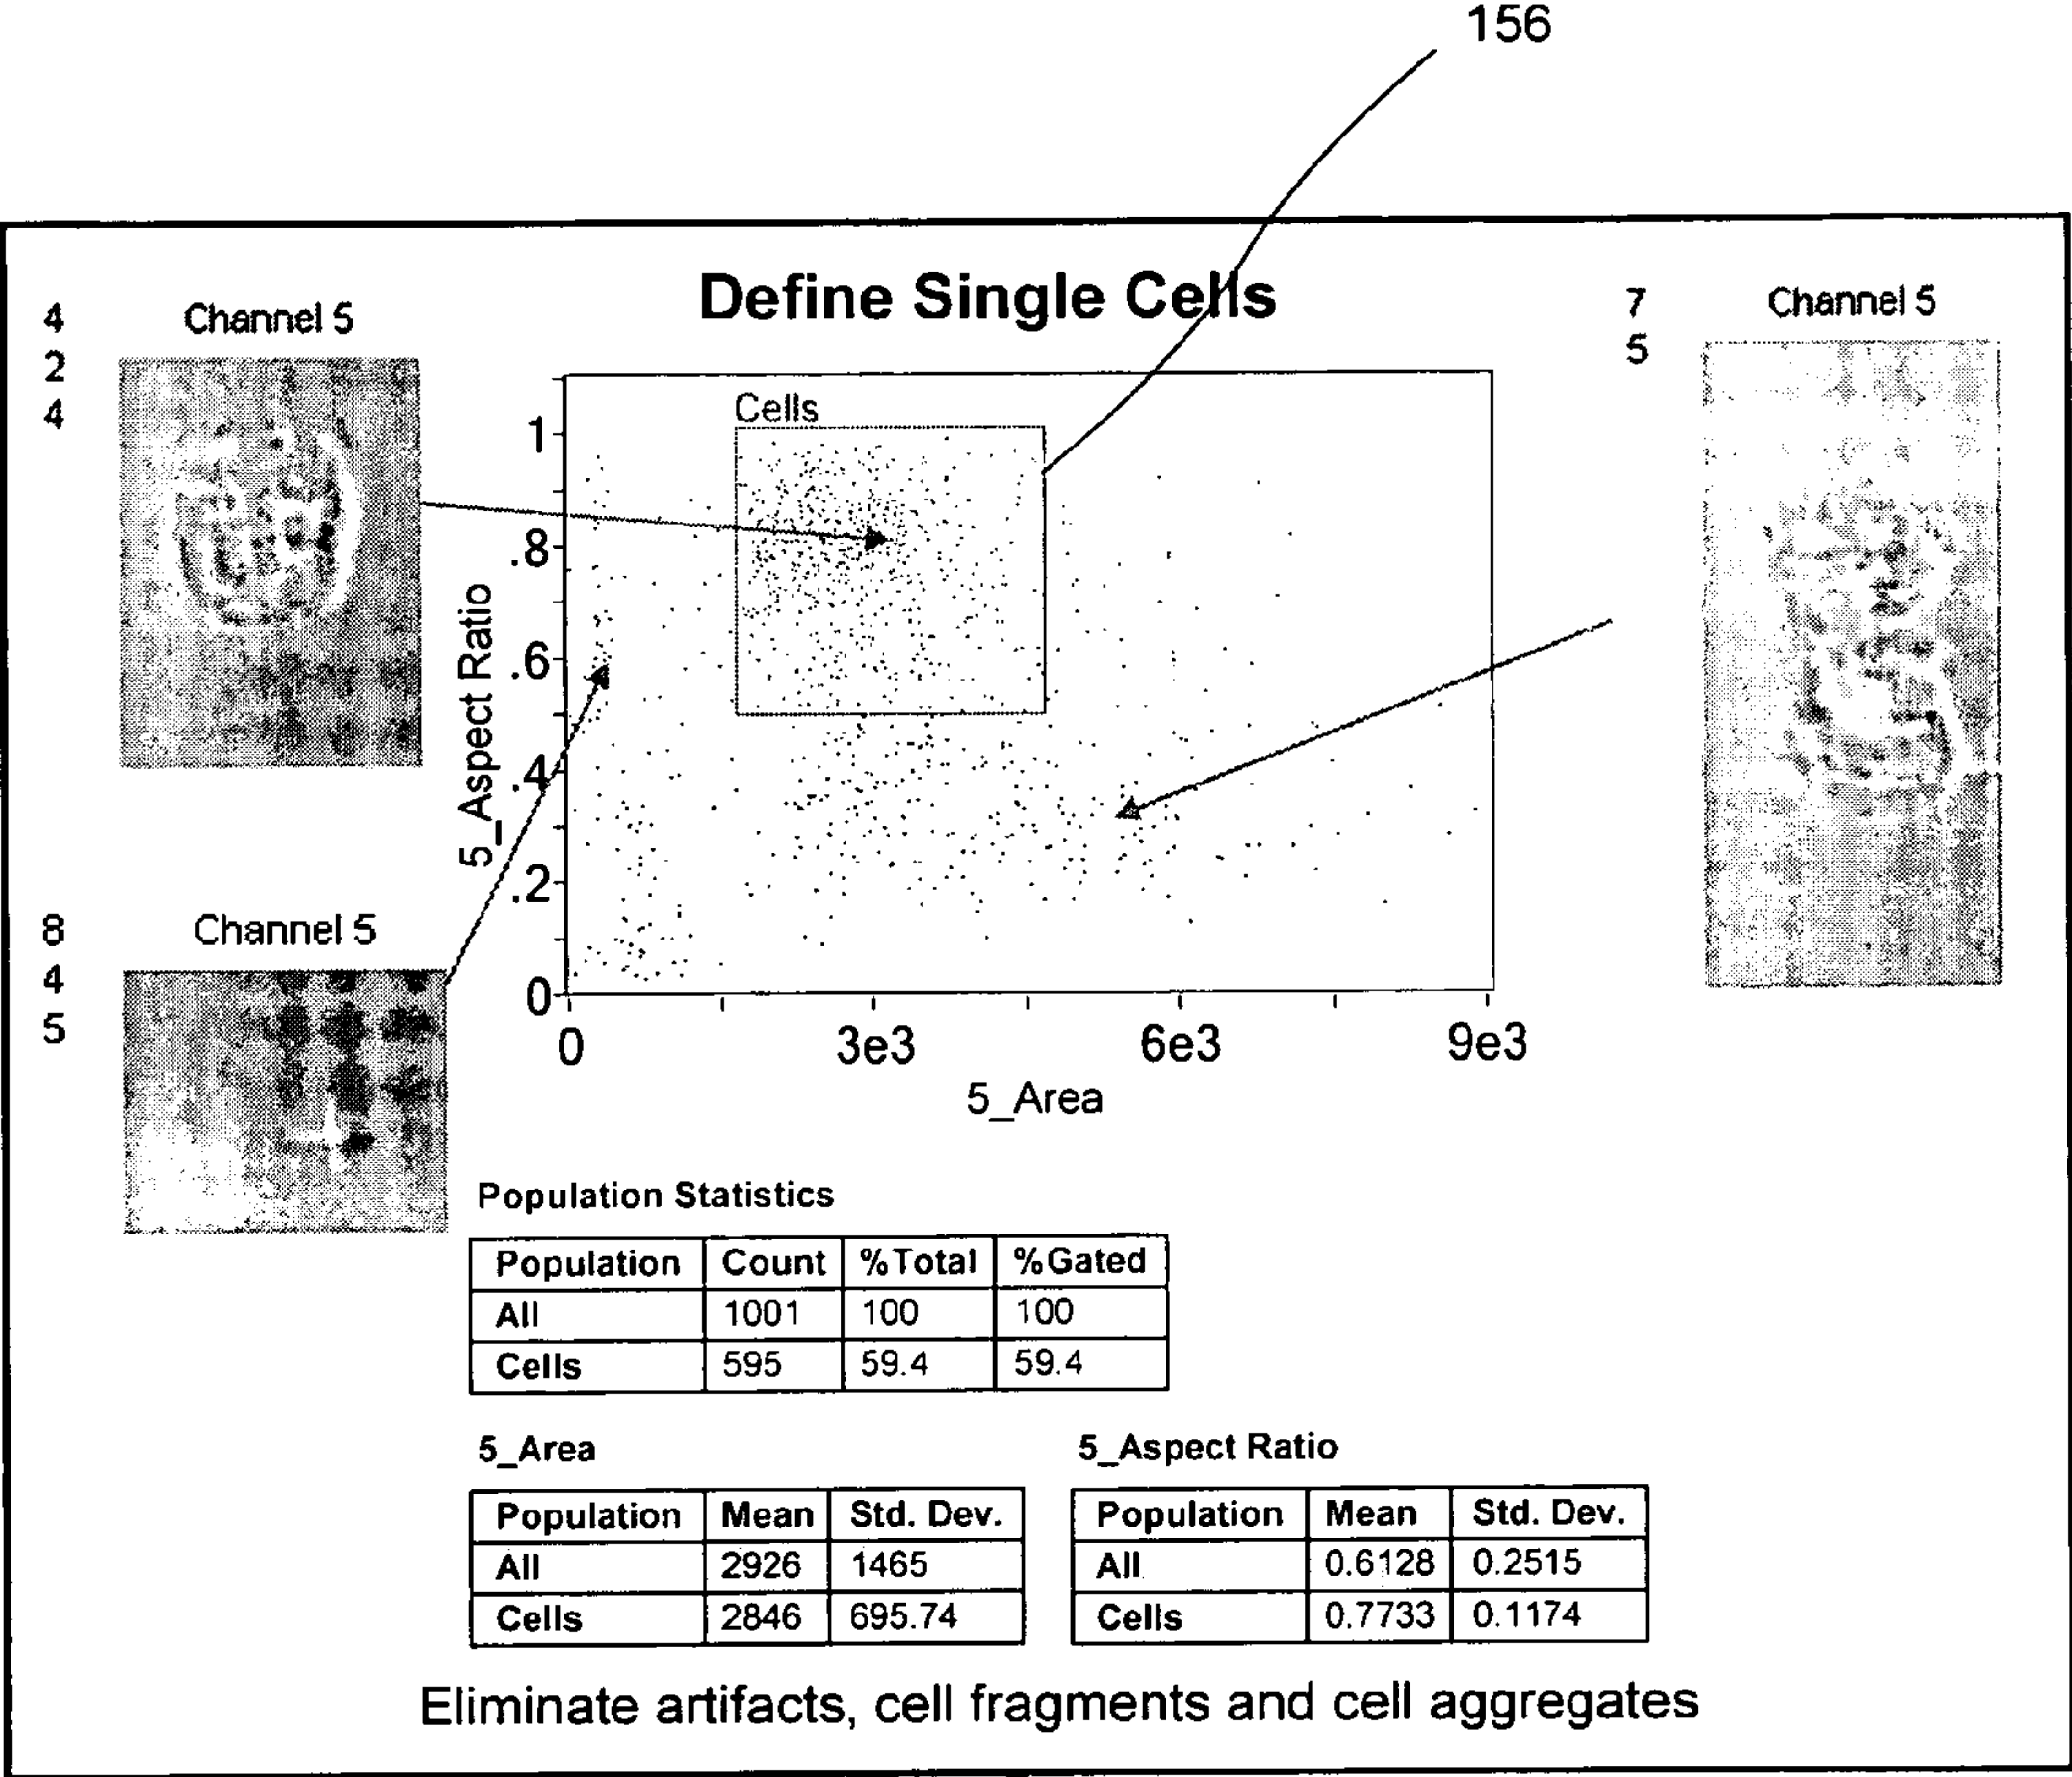 156
Define Single Cells
4
2
4
Channel 5
7
5
Channel 5
Cells
1
.8
.6
.4
.2
0
5_Aspect Ratio
0
3e3
6e3
9e3
5_Area
8
4
5
Channel 5
Population Statistics
Population Count %Total %Gated
All 1001 100 100
Cells 595 59.4 59.4
5_Area
Population Mean Std. Dev.
All 2926 1465
Cells 2846 695.74
5_Aspect Ratio
Population Mean Std. Dev.
All 0.6128 0.2515
Cells 0.7733 0.1174
Eliminate artifacts, cell fragments and cell aggregates